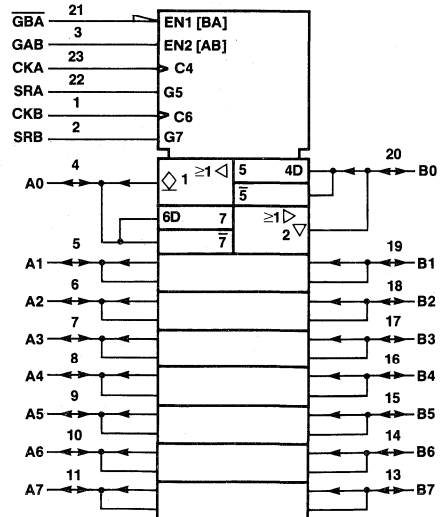 G̅B̅A̅ 21 EN1 [BA]
GAB 3 EN2 [AB]
CKA 23 C4
SRA 22 G5
CKB 1 C6
SRB 2 G7
A0 4 1 ≥1 5 4D 20 B0
5̅
6D 7 ≥1
7̅ 2
A1 5 19 B1
A2 6 18 B2
A3 7 17 B3
A4 8 16 B4
A5 9 15 B5
A6 10 14 B6
A7 11 13 B7